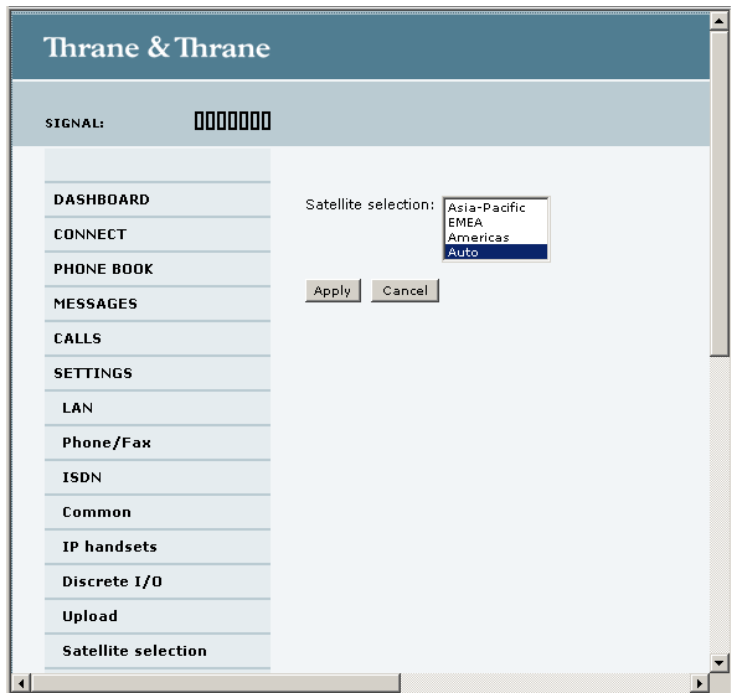 Thrane & Thrane
SIGNAL:
DASHBOARD
CONNECT
PHONE BOOK
MESSAGES
CALLS
SETTINGS
LAN
Phone/Fax
ISDN
Common
IP handsets
Discrete I/O
Upload
Satellite selection
Satellite selection:
Asia-Pacific
EMEA
Americas
Auto
Apply Cancel